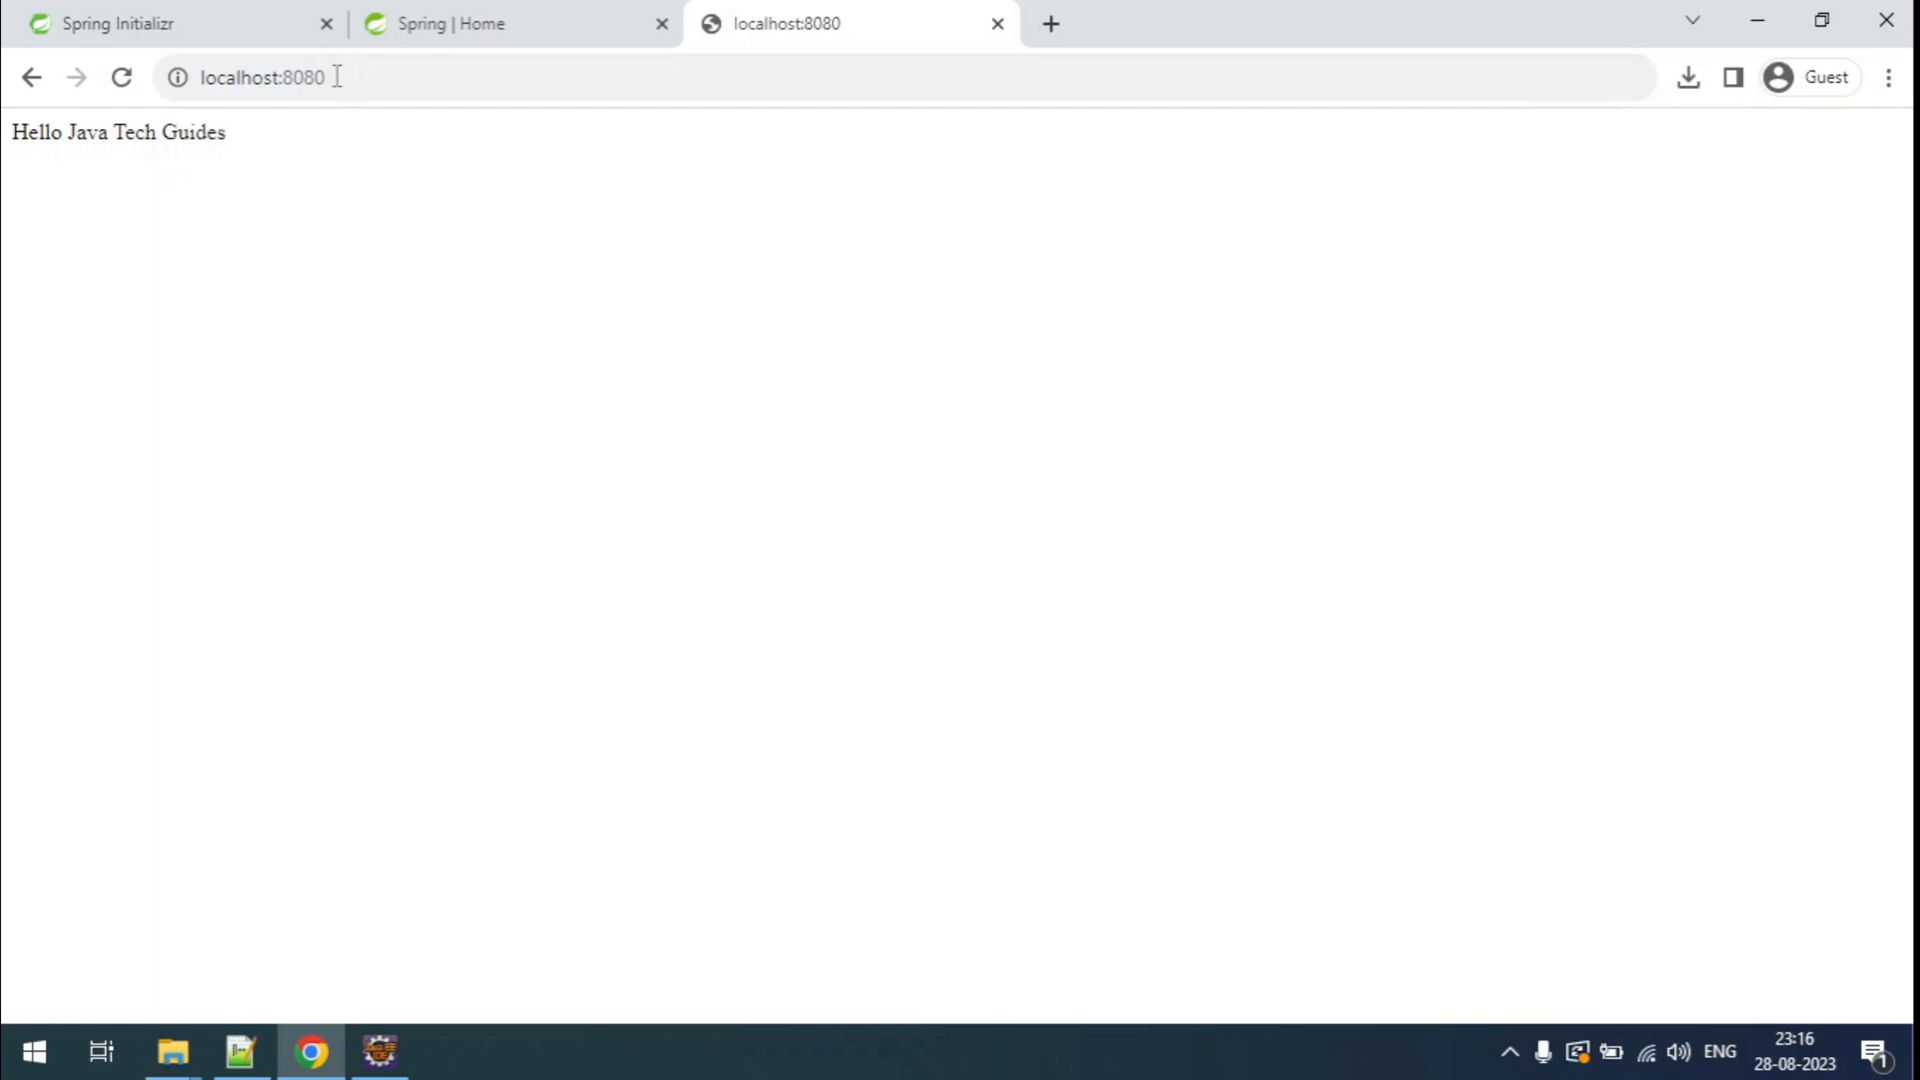 Spring Initializr
Spring | Home
localhost:8080
localhost:8080
Guest
Hello Java Tech Guides
ENG
23:16
28-08-2023
1